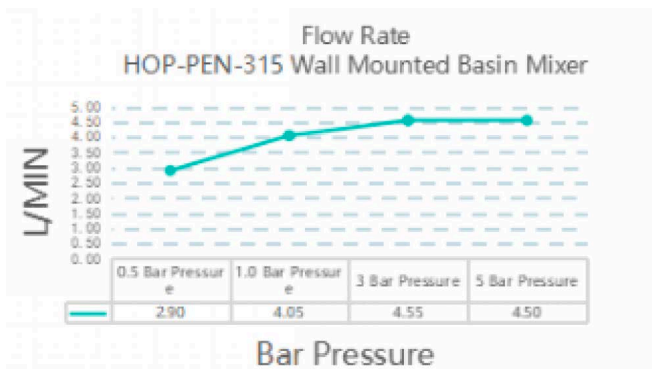 Flow Rate
HOP-PEN-315 Wall Mounted Basin Mixer
L/MIN
5.00
4.50
4.00
3.50
3.00
2.50
2.00
1.50
1.00
0.50
0.00
0.5 Bar Pressur
e
1.0 Bar Pressur
e
3 Bar Pressure
5 Bar Pressure
2.90
4.05
4.55
4.50
Bar Pressure